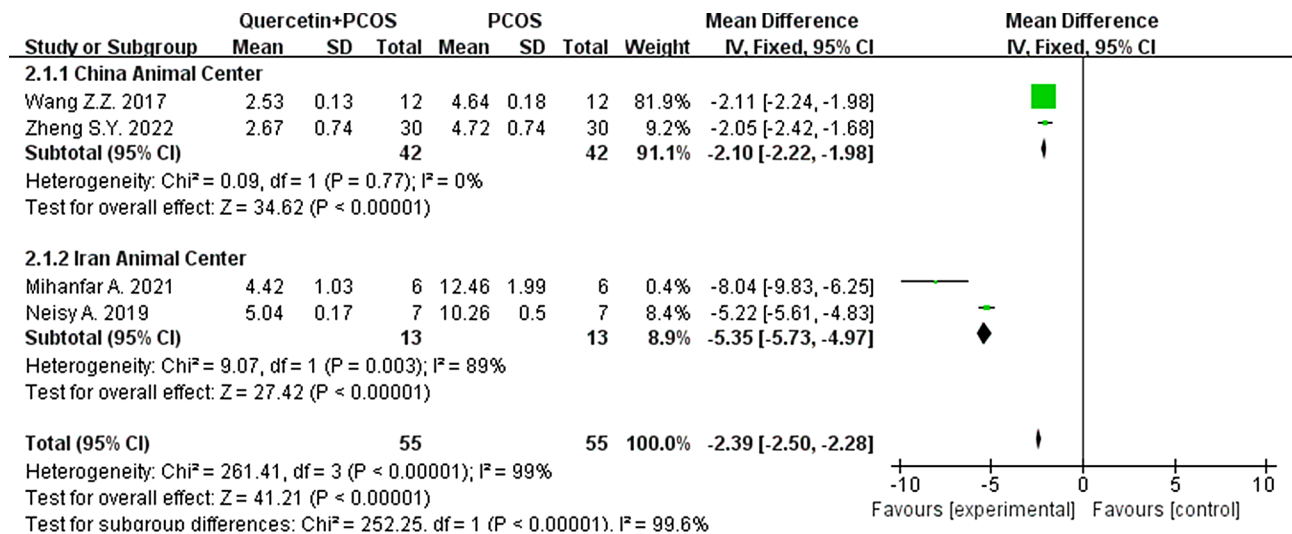 Quercetin+PCOS PCOS Mean Difference Mean Difference
Study or Subgroup Mean SD Total Mean SD Total Weight IV, Fixed, 95% CI IV, Fixed, 95% CI
2.1.1 China Animal Center
Wang Z.Z. 2017 2.53 0.13 12 4.64 0.18 12 81.9% -2.11 [-2.24, -1.98]
Zheng S.Y. 2022 2.67 0.74 30 4.72 0.74 30 9.2% -2.05 [-2.42, -1.68]
Subtotal (95% CI) 42 42 91.1% -2.10 [-2.22, -1.98]
Heterogeneity: Chi² = 0.09, df = 1 (P = 0.77); I² = 0%
Test for overall effect: Z = 34.62 (P < 0.00001)
2.1.2 Iran Animal Center
Mihanfar A. 2021 4.42 1.03 6 12.46 1.99 6 0.4% -8.04 [-9.83, -6.25]
Neisy A. 2019 5.04 0.17 7 10.26 0.5 7 8.4% -5.22 [-5.61, -4.83]
Subtotal (95% CI) 13 13 8.9% -5.35 [-5.73, -4.97]
Heterogeneity: Chi² = 9.07, df = 1 (P = 0.003); I² = 89%
Test for overall effect: Z = 27.42 (P < 0.00001)
Total (95% CI) 55 55 100.0% -2.39 [-2.50, -2.28]
Heterogeneity: Chi² = 261.41, df = 3 (P < 0.00001); I² = 99%
Test for overall effect: Z = 41.21 (P < 0.00001)
Test for subgroup differences: Chi² = 252.25, df = 1 (P < 0.00001), I² = 99.6%
-10 -5 0 5 10
Favours [experimental] Favours [control]